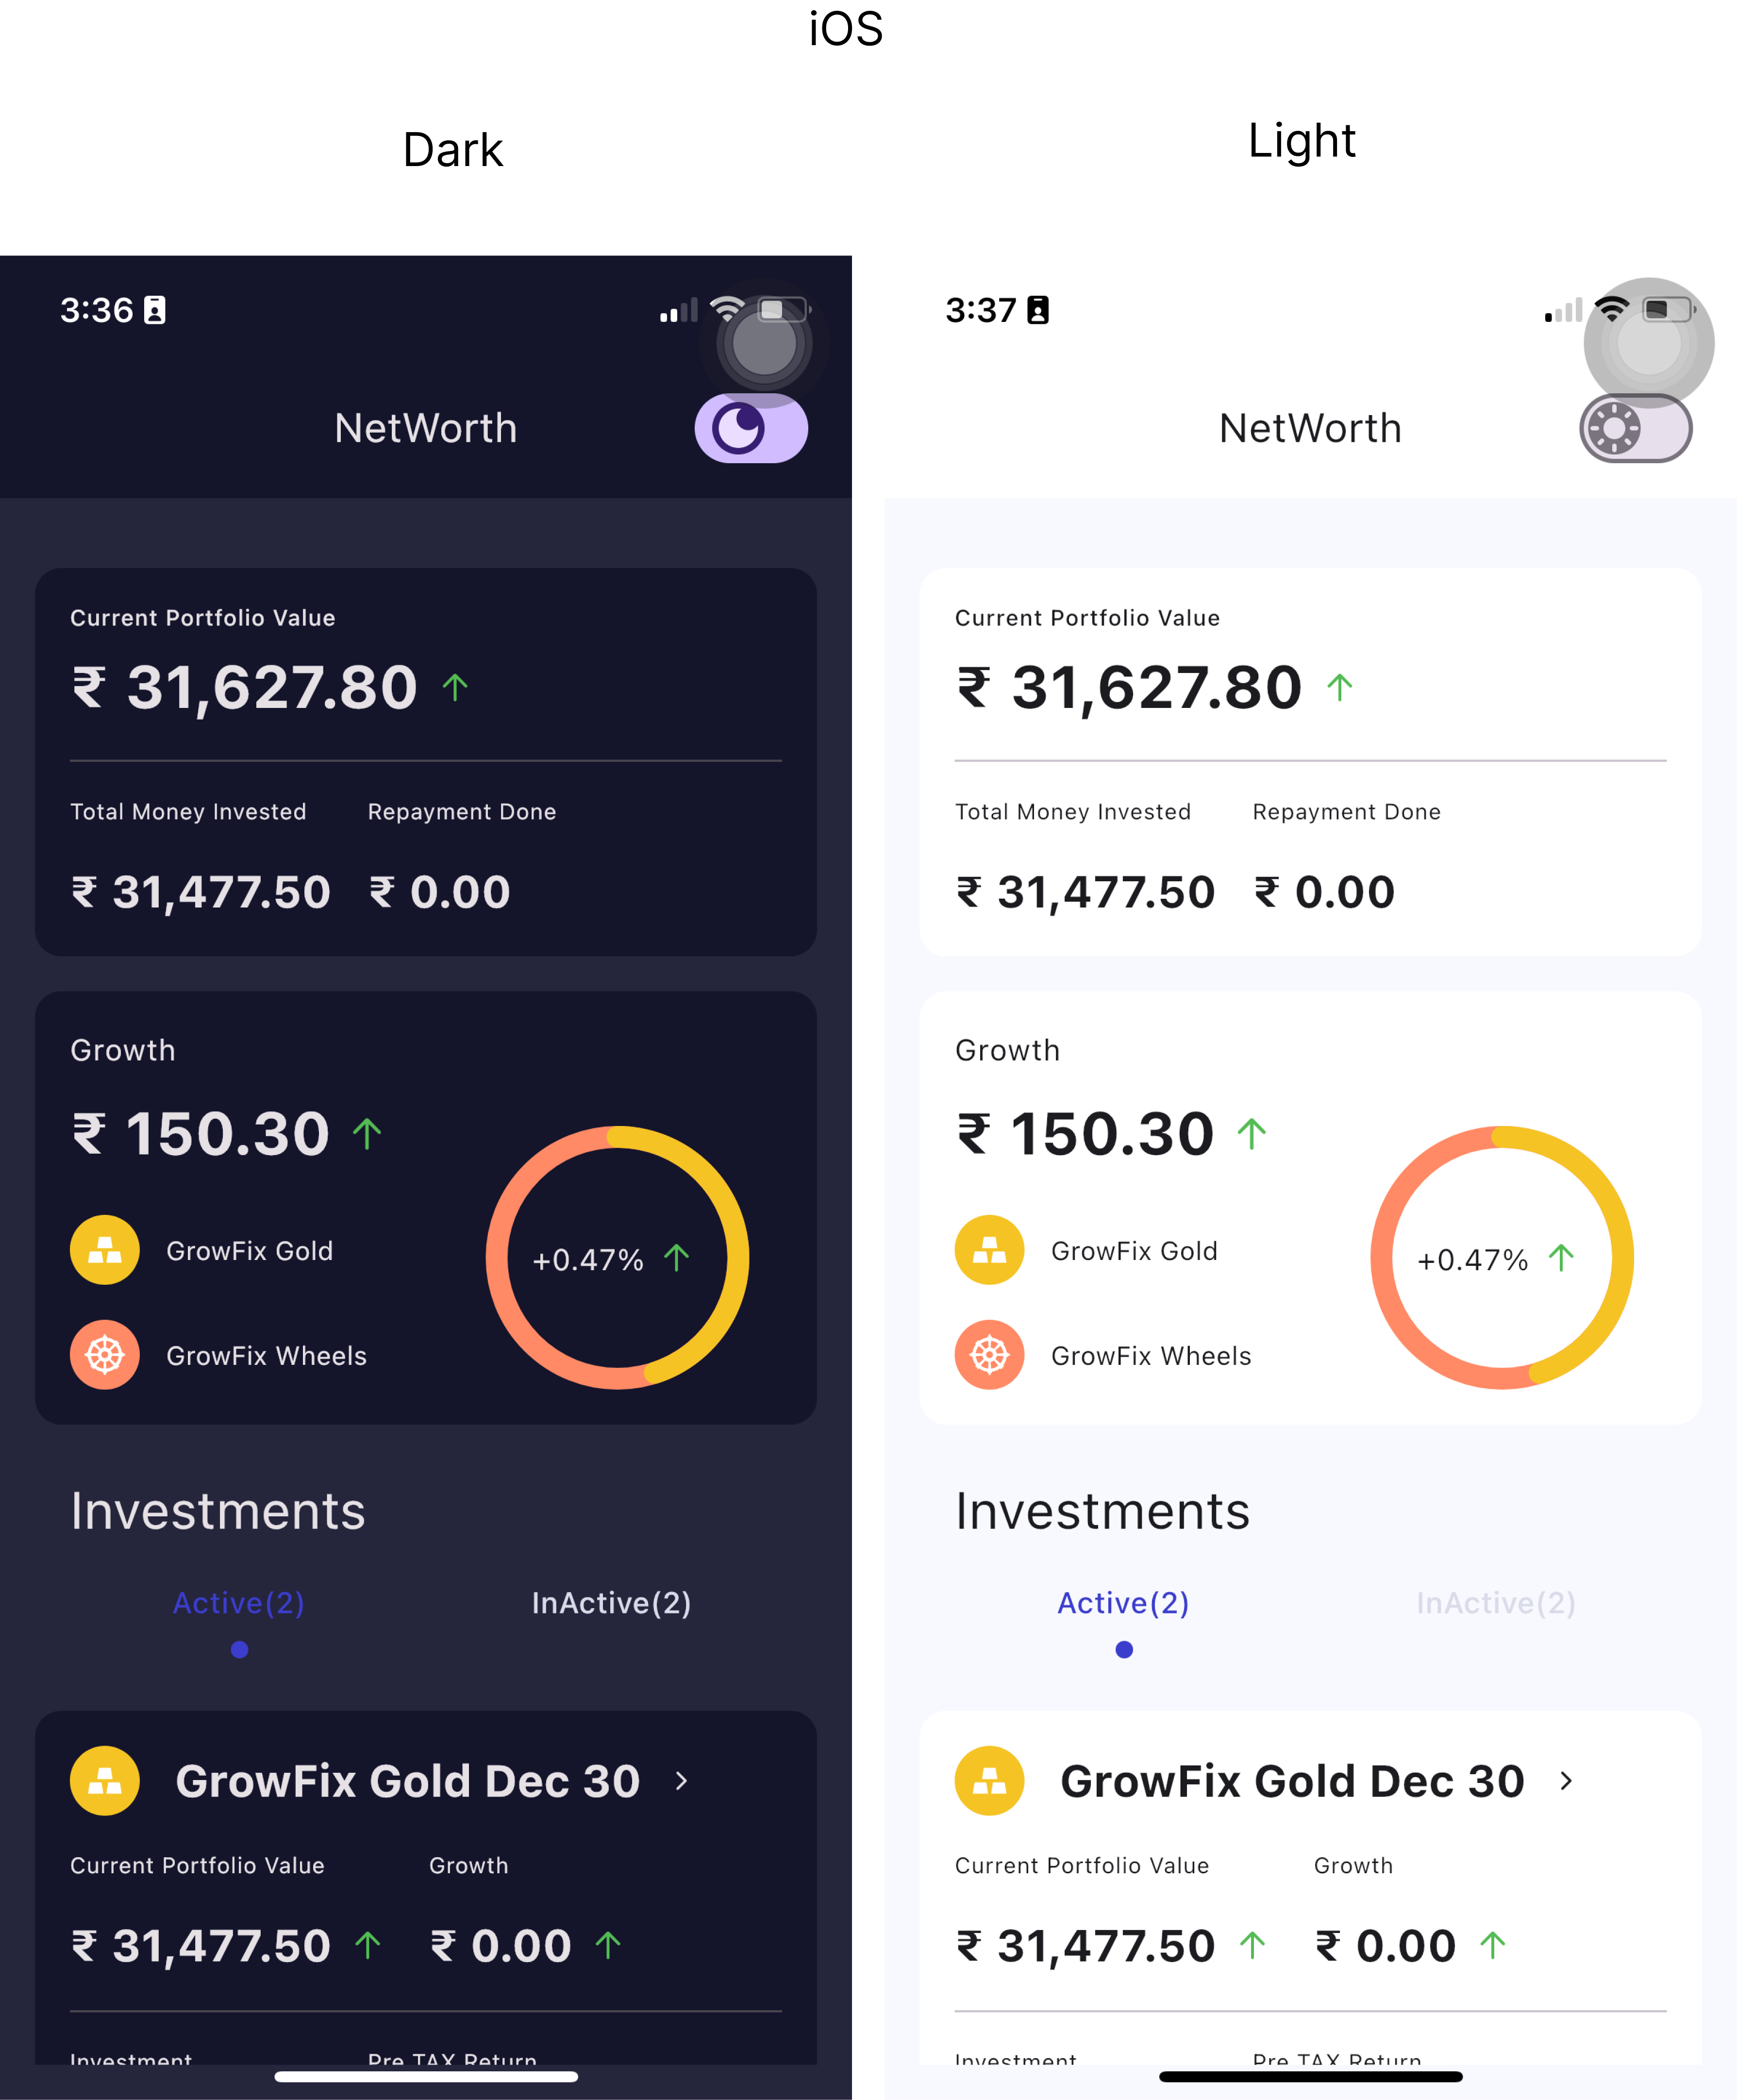 iOS
Dark
Light
3:36
NetWorth
Current Portfolio Value
₹ 31,627.80
Total Money Invested Repayment Done
₹ 31,477.50 ₹ 0.00
Growth
₹ 150.30
GrowFix Gold
+0.47%
GrowFix Wheels
Investments
Active(2) InActive(2)
GrowFix Gold Dec 30
Current Portfolio Value Growth
₹ 31,477.50 ₹ 0.00
Investment Pre TAX Return
3:37
NetWorth
Current Portfolio Value
₹ 31,627.80
Total Money Invested Repayment Done
₹ 31,477.50 ₹ 0.00
Growth
₹ 150.30
GrowFix Gold
+0.47%
GrowFix Wheels
Investments
Active(2) InActive(2)
GrowFix Gold Dec 30
Current Portfolio Value Growth
₹ 31,477.50 ₹ 0.00
Investment Pre TAX Return